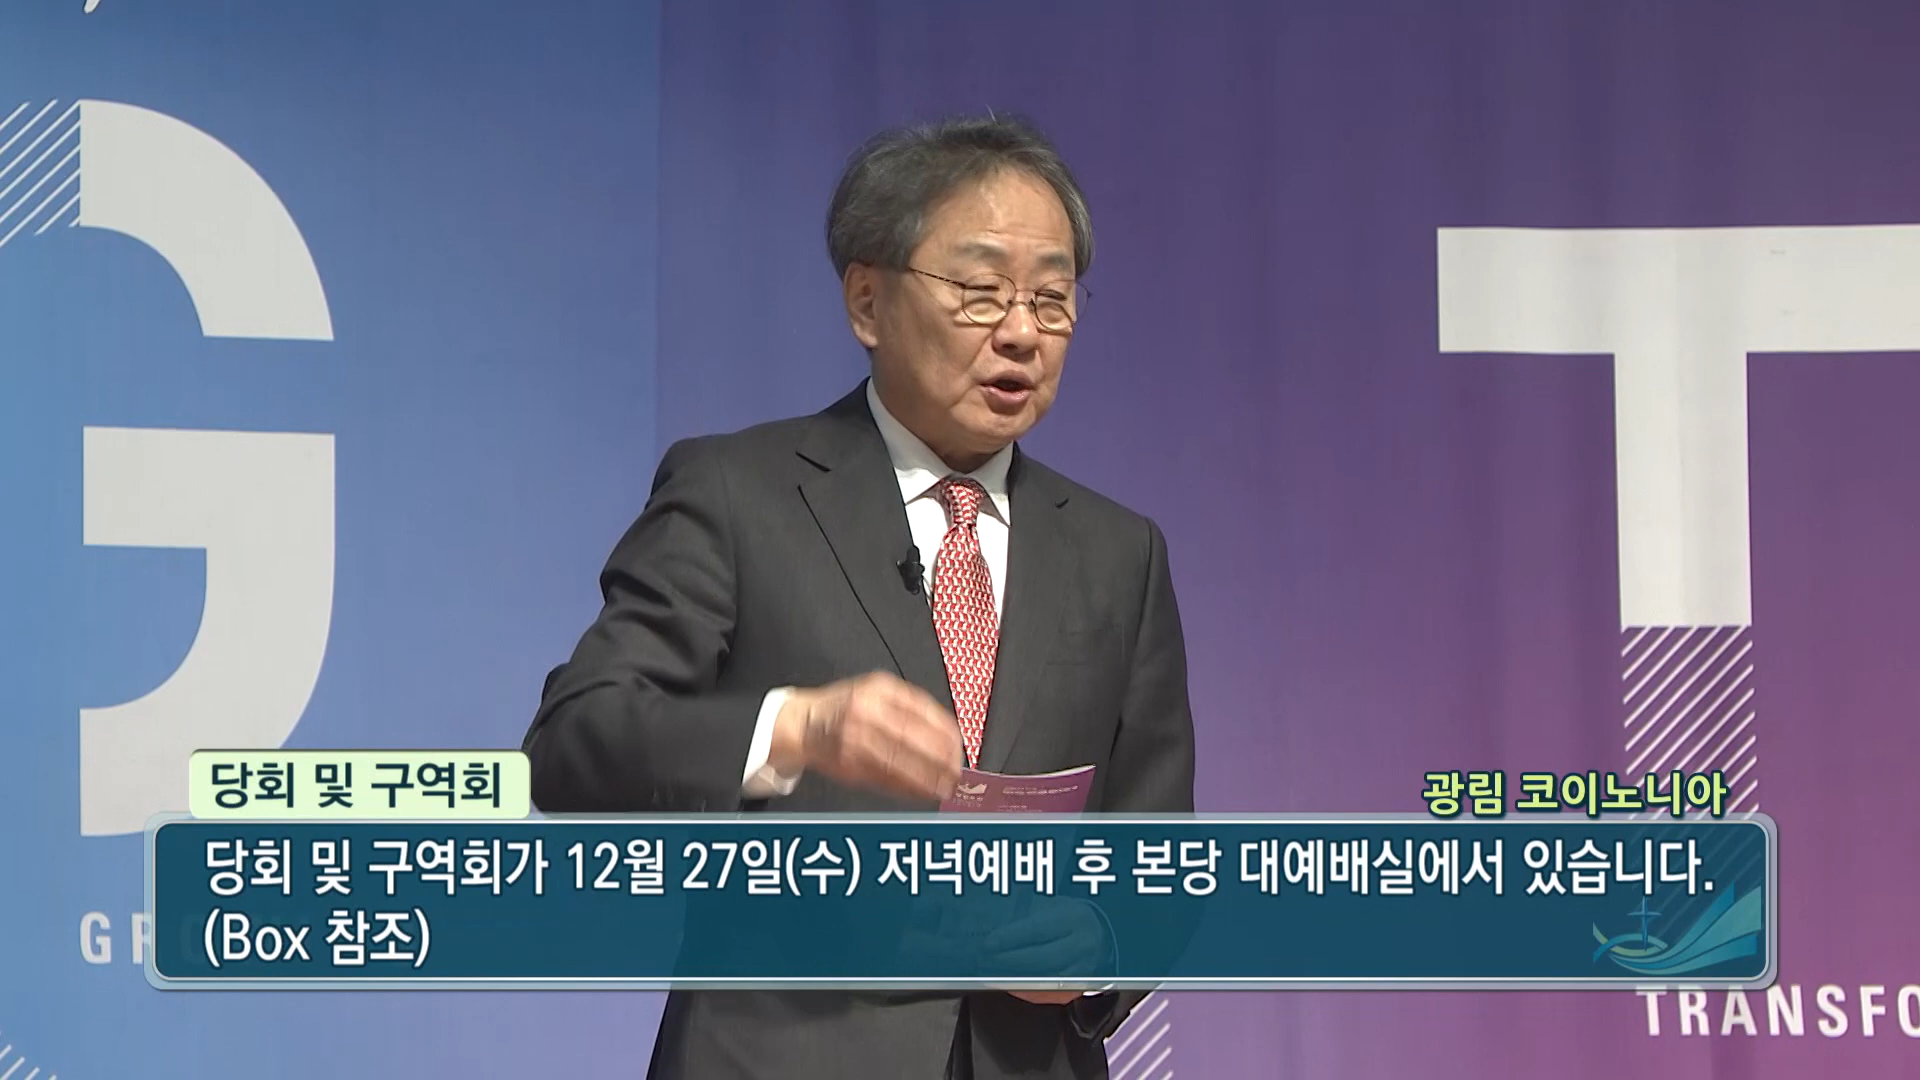 G
T
당회 및 구역회
광림 코이노니아
당회 및 구역회가 12월 27일(수) 저녁예배 후 본당 대예배실에서 있습니다.
(Box 참조)
TRANSFO